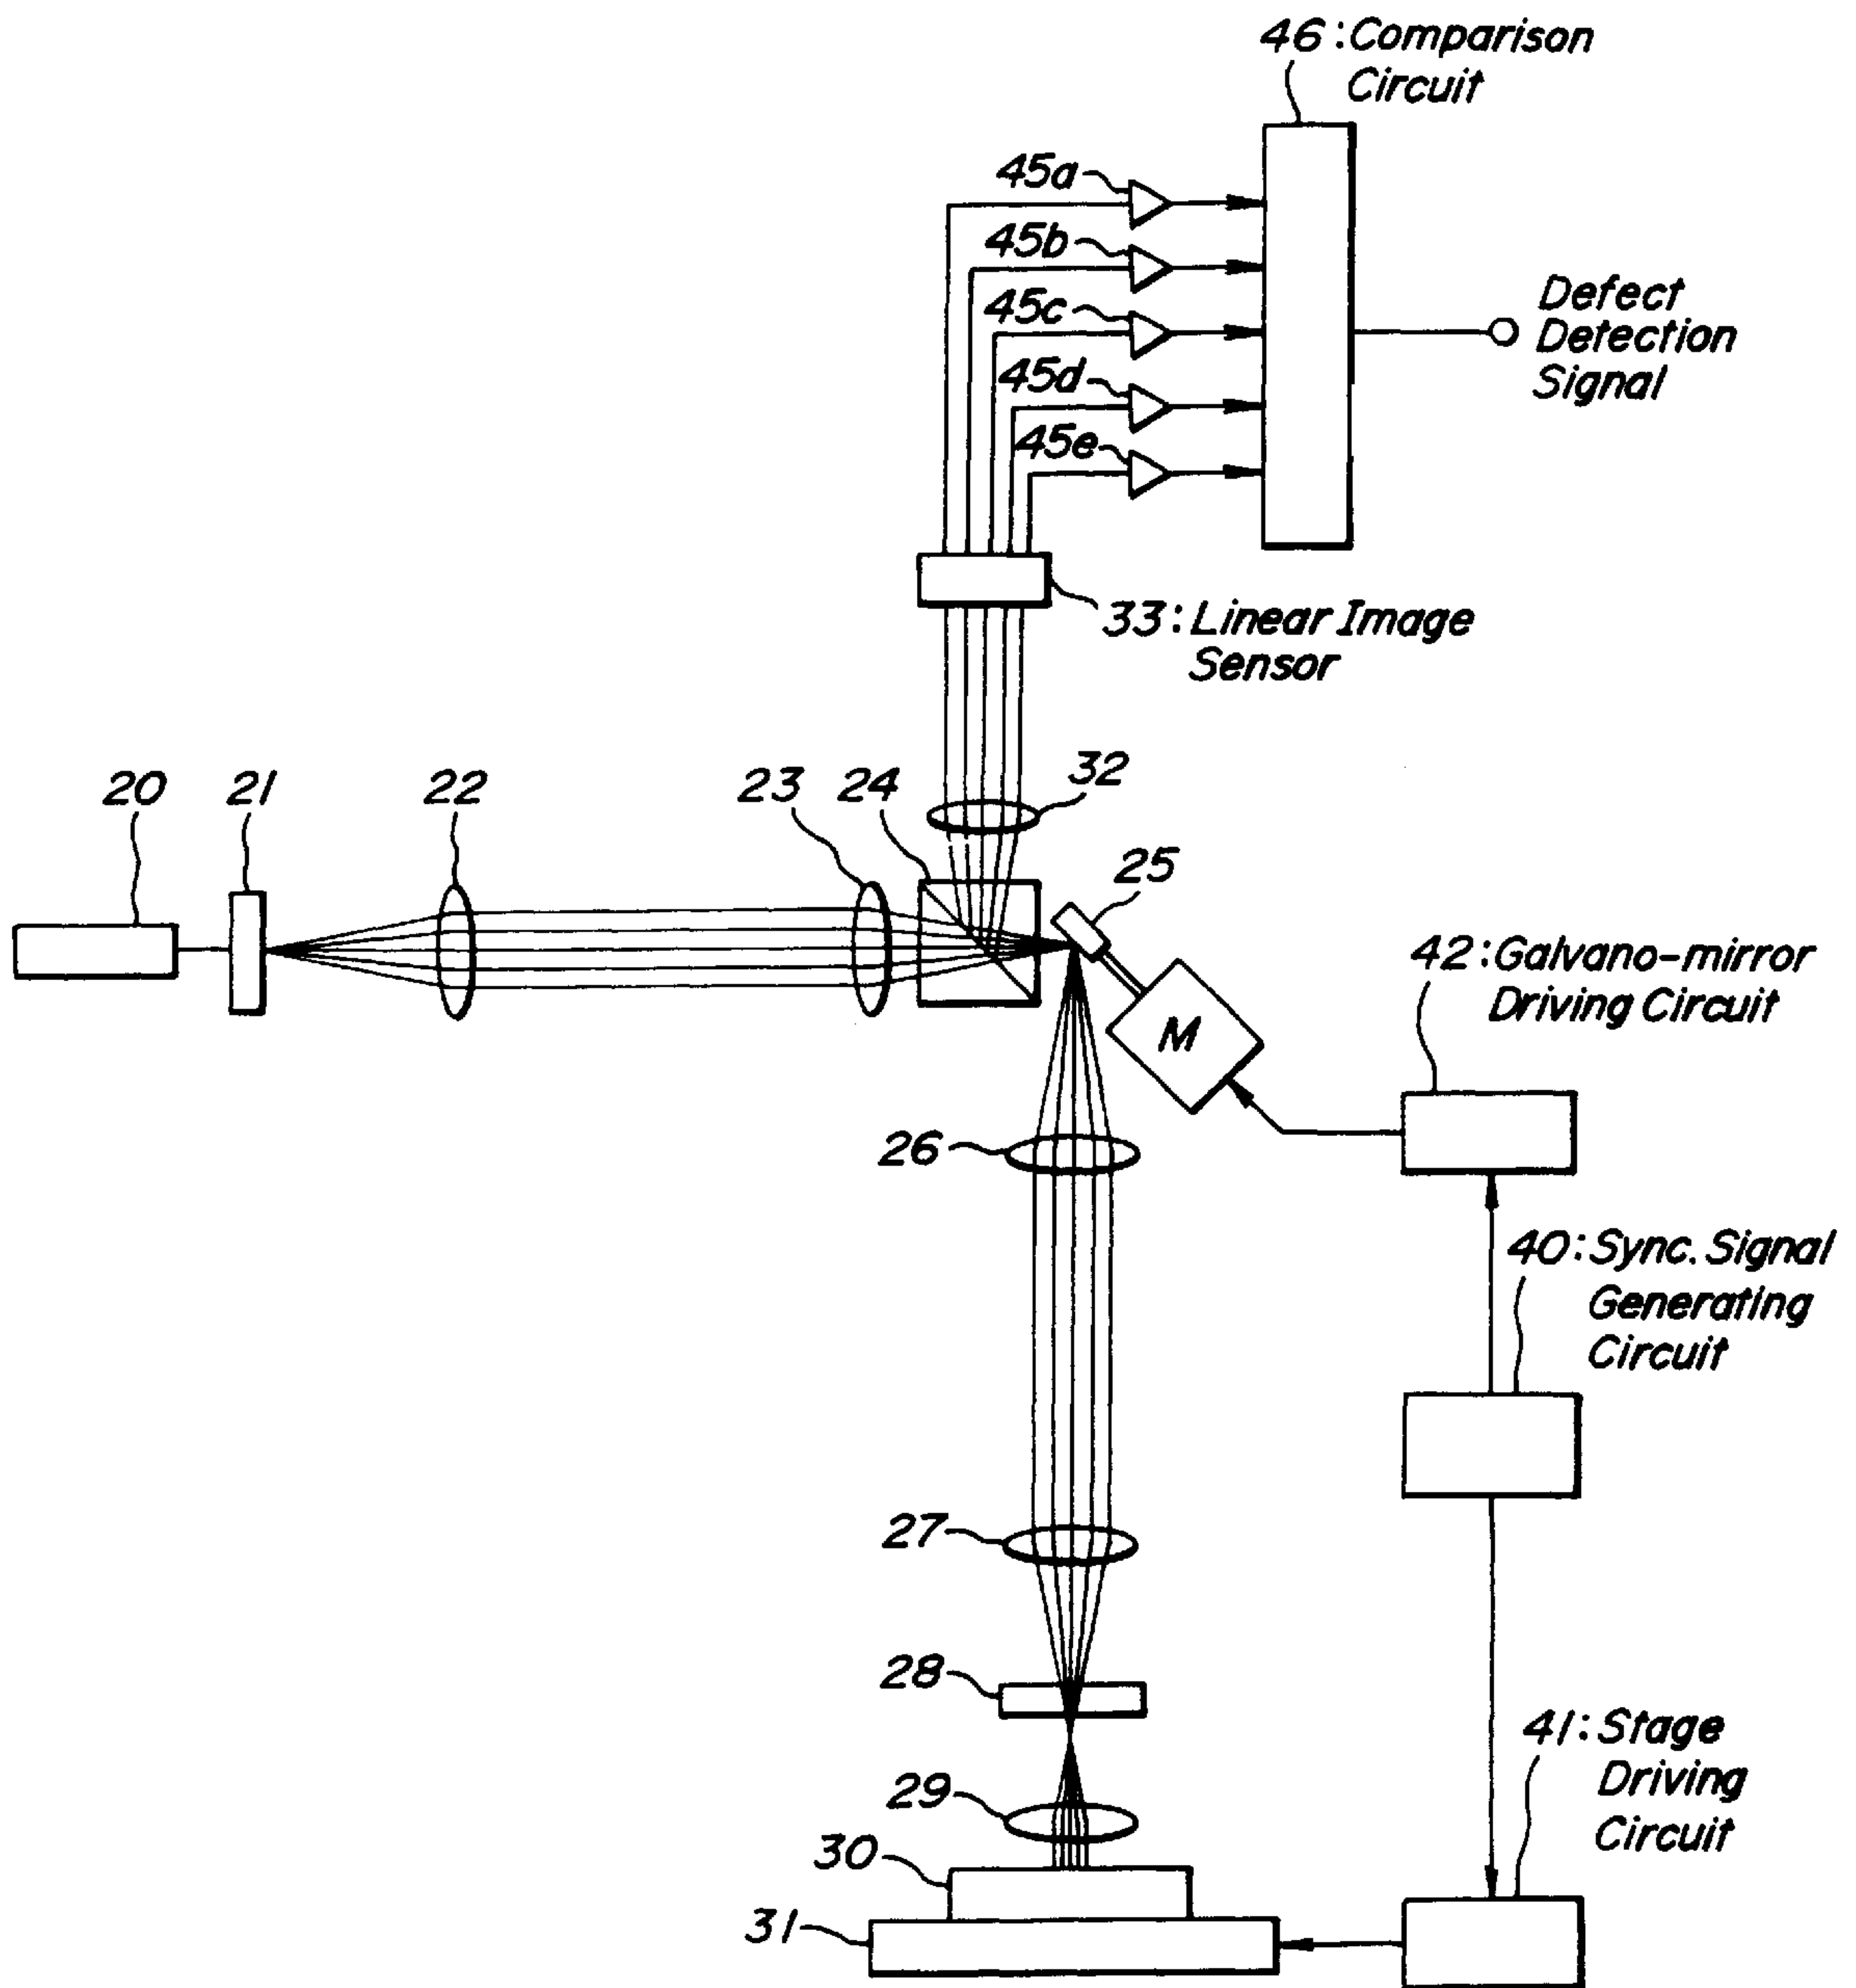 46:Comparison
Circuit
45a
45b
45c
45d
45e
Defect
Detection
Signal
33:Linear Image
Sensor
20
21
22
23
24
32
25
M
42:Galvano-mirror
Driving Circuit
26
40:Sync. Signal
Generating
Circuit
27
28
41:Stage
Driving
Circuit
29
30
31